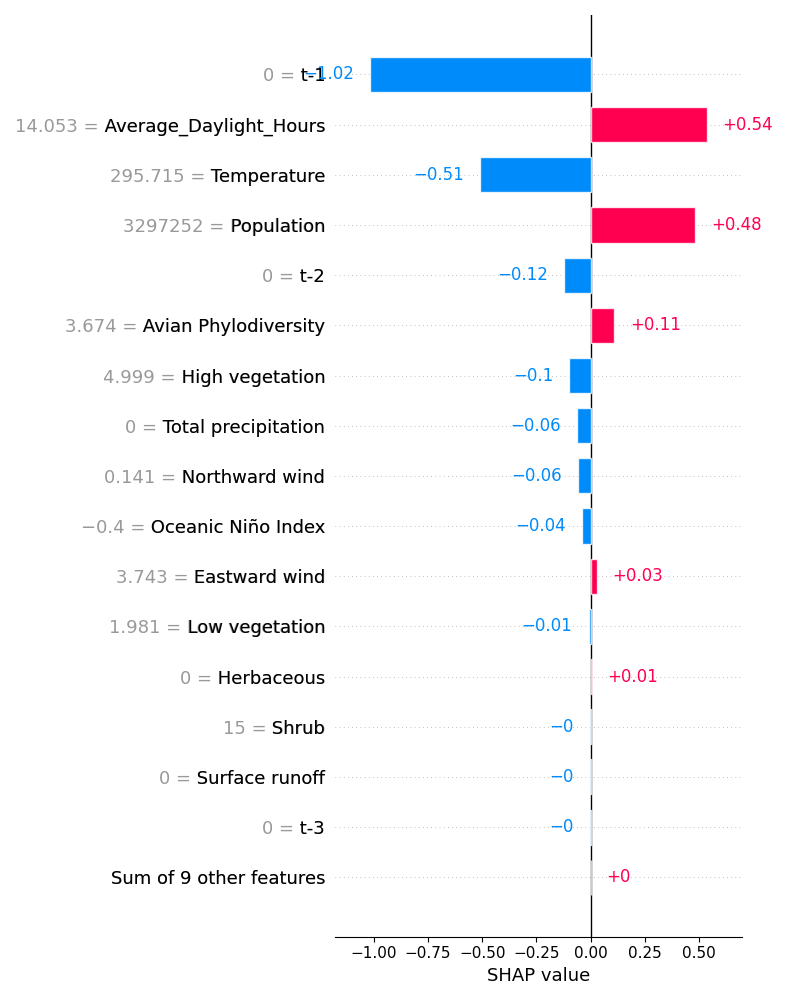 0 = t-1 −1.02
14.053 = Average_Daylight_Hours +0.54
295.715 = Temperature −0.51
3297252 = Population +0.48
0 = t-2 −0.12
3.674 = Avian Phylodiversity +0.11
4.999 = High vegetation −0.1
0 = Total precipitation −0.06
0.141 = Northward wind −0.06
−0.4 = Oceanic Niño Index −0.04
3.743 = Eastward wind +0.03
1.981 = Low vegetation −0.01
0 = Herbaceous +0.01
15 = Shrub −0
0 = Surface runoff −0
0 = t-3 −0
Sum of 9 other features +0
−1.00 −0.75 −0.50 −0.25 0.00 0.25 0.50
SHAP value